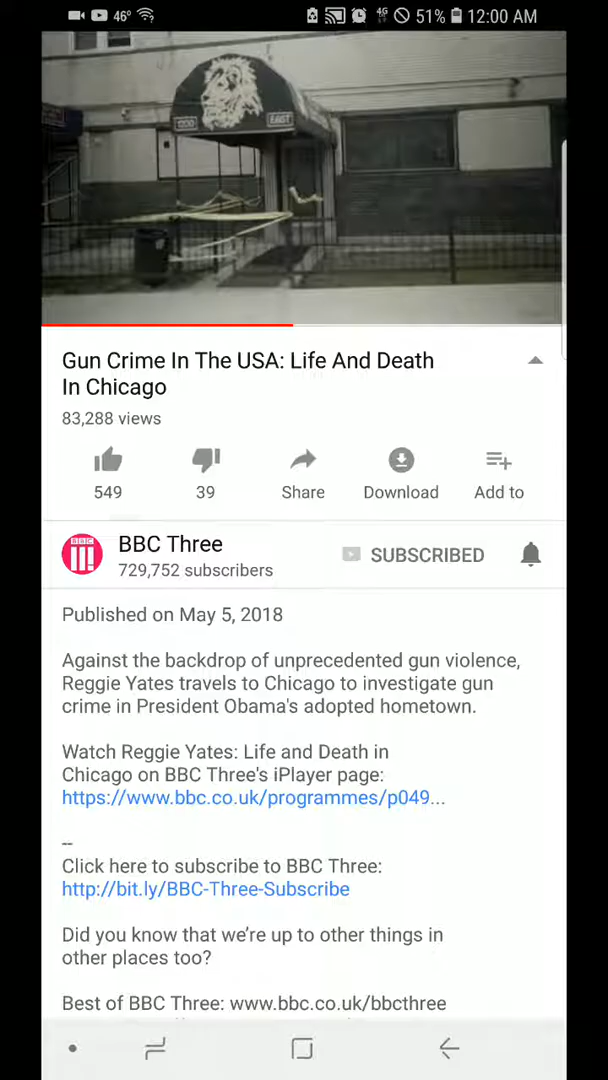 46° 4G 51% 12:00 AM
EAST
Gun Crime In The USA: Life And Death
In Chicago
83,288 views
549 39 Share Download Add to
BBC Three
729,752 subscribers
SUBSCRIBED
Published on May 5, 2018
Against the backdrop of unprecedented gun violence,
Reggie Yates travels to Chicago to investigate gun
crime in President Obama's adopted hometown.
Watch Reggie Yates: Life and Death in
Chicago on BBC Three's iPlayer page:
https://www.bbc.co.uk/programmes/p049...
--
Click here to subscribe to BBC Three:
http://bit.ly/BBC-Three-Subscribe
Did you know that we’re up to other things in
other places too?
Best of BBC Three: www.bbc.co.uk/bbcthree